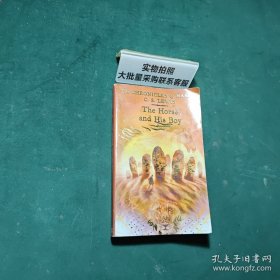 实物拍照
大批量采购联系客服
CHRONICLES
C. S. LEWIS
The Horse
and His Boy
孔夫子旧书网